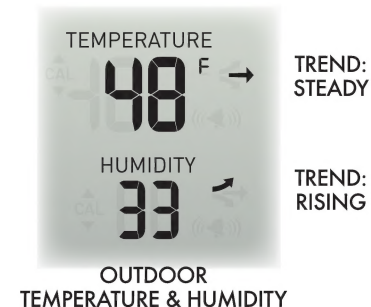 TEMPERATURE
48 F →
TREND:
STEADY
HUMIDITY
33
TREND:
RISING
OUTDOOR
TEMPERATURE & HUMIDITY